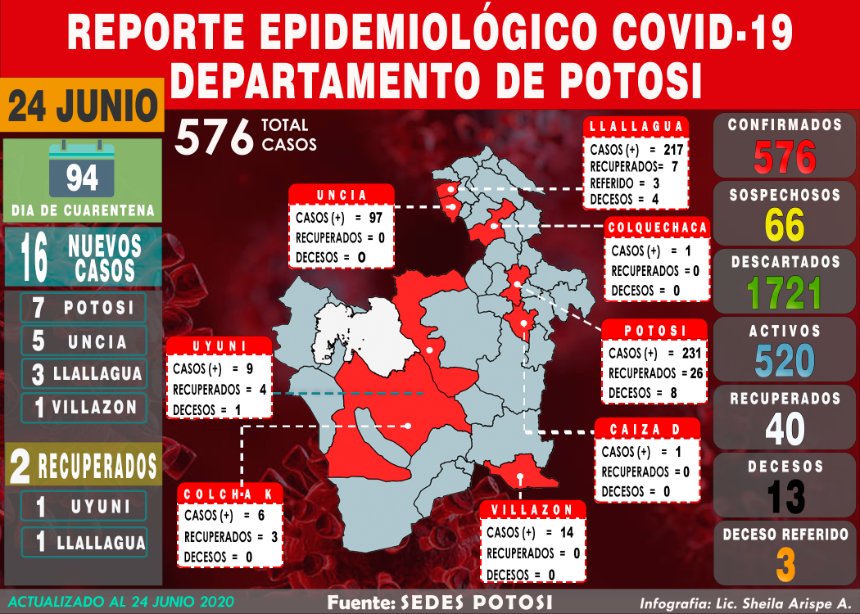 REPORTE EPIDEMIOLÓGICO COVID-19
DEPARTAMENTO DE POTOSI
24 JUNIO
94
DIA DE CUARENTENA
16 NUEVOS CASOS
7 POTOSI
5 UNCIA
3 LLALLAGUA
1 VILLAZON
2 RECUPERADOS
1 UYUNI
1 LLALLAGUA
576 TOTAL CASOS
LLALLAGUA
CASOS (+) = 217
RECUPERADOS= 7
REFERIDO = 3
DECESOS = 4
UNCIA
CASOS (+) = 97
RECUPERADOS = 0
DECESOS = O
COLQUECHACA
CASOS (+) = 1
RECUPERADOS =0
DECESOS = 0
UYUNI
CASOS (+) = 9
RECUPERADOS = 4
DECESOS = 1
POTOSI
CASOS (+) = 231
RECUPERADOS = 26
DECESOS = 8
CAIZA D
CASOS (+) = 1
RECUPERADOS =0
DECESOS = 0
COLCHA K
CASOS (+) = 6
RECUPERADOS = 3
DECESOS = 0
VILLAZON
CASOS (+) = 14
RECUPERADOS = 0
DECESOS = 0
CONFIRMADOS
576
SOSPECHOSOS
66
DESCARTADOS
1721
ACTIVOS
520
RECUPERADOS
40
DECESOS
13
DECESO REFERIDO
3
ACTUALIZADO AL 24 JUNIO 2020
Fuente: SEDES POTOSI
Infografia: Lic. Sheila Arispe A.